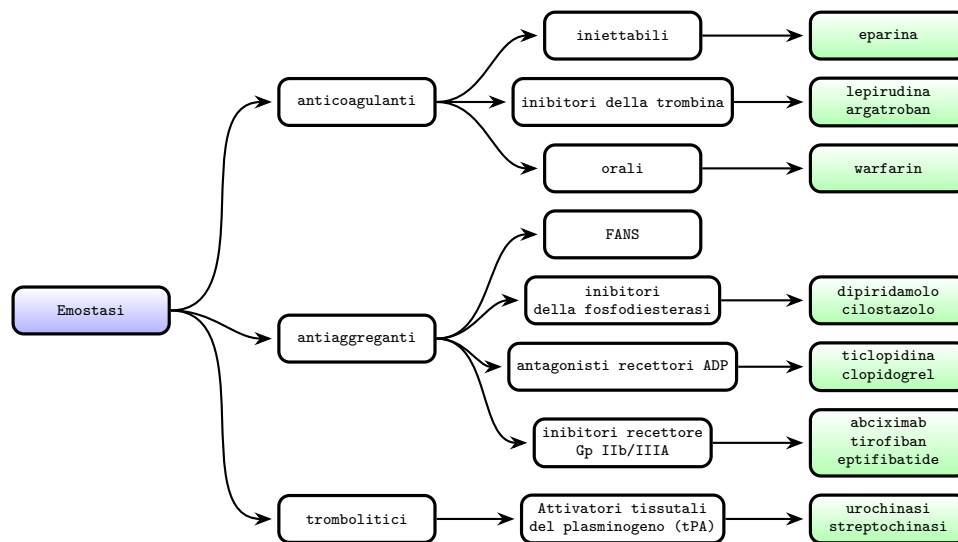 Emostasi
anticoagulanti
iniettabili
eparina
inibitori della trombina
lepirudina
argatroban
orali
warfarin
antiaggreganti
FANS
inibitori
della fosfodiesterasi
dipiridamolo
cilostazolo
antagonisti recettori ADP
ticlopidina
clopidogrel
inibitori recettore
Gp IIb/IIIA
abciximab
tirofiban
eptifibatide
trombolitici
Attivatori tissutali
del plasminogeno (tPA)
urochinasi
streptochinasi